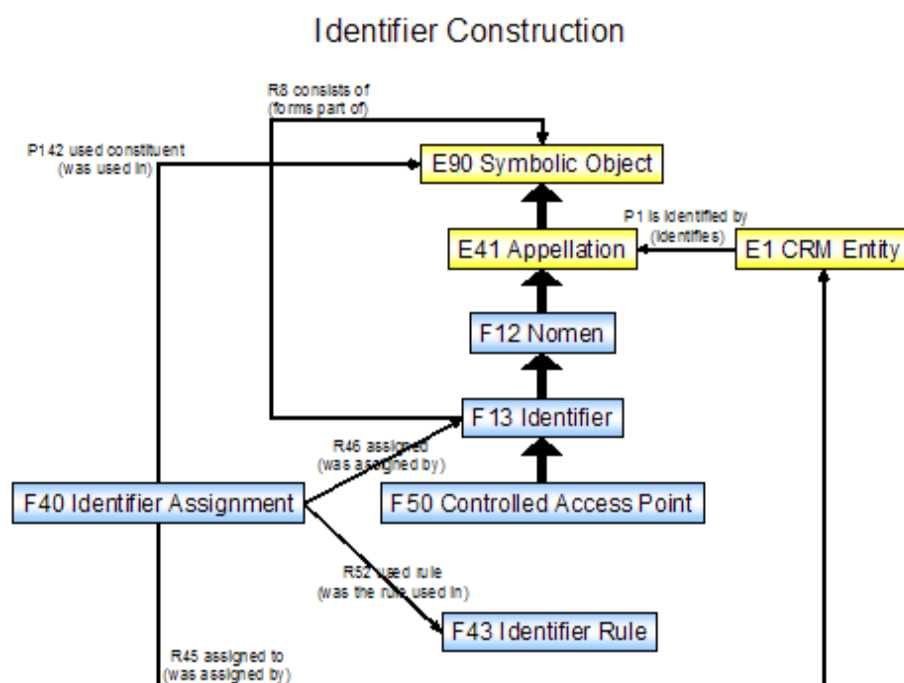 Identifier Construction
R8 consists of
(forms part of)
P142 used constituent
(was used in)
E90 Symbolic Object
P1 is identified by
(identifies)
E41 Appellation
E1 CRM Entity
F12 Nomen
F13 Identifier
R46 assigned
(was assigned by)
F40 Identifier Assignment
F50 Controlled Access Point
R52 used rule
(was the rule used in)
F43 Identifier Rule
R45 assigned to
(was assigned by)